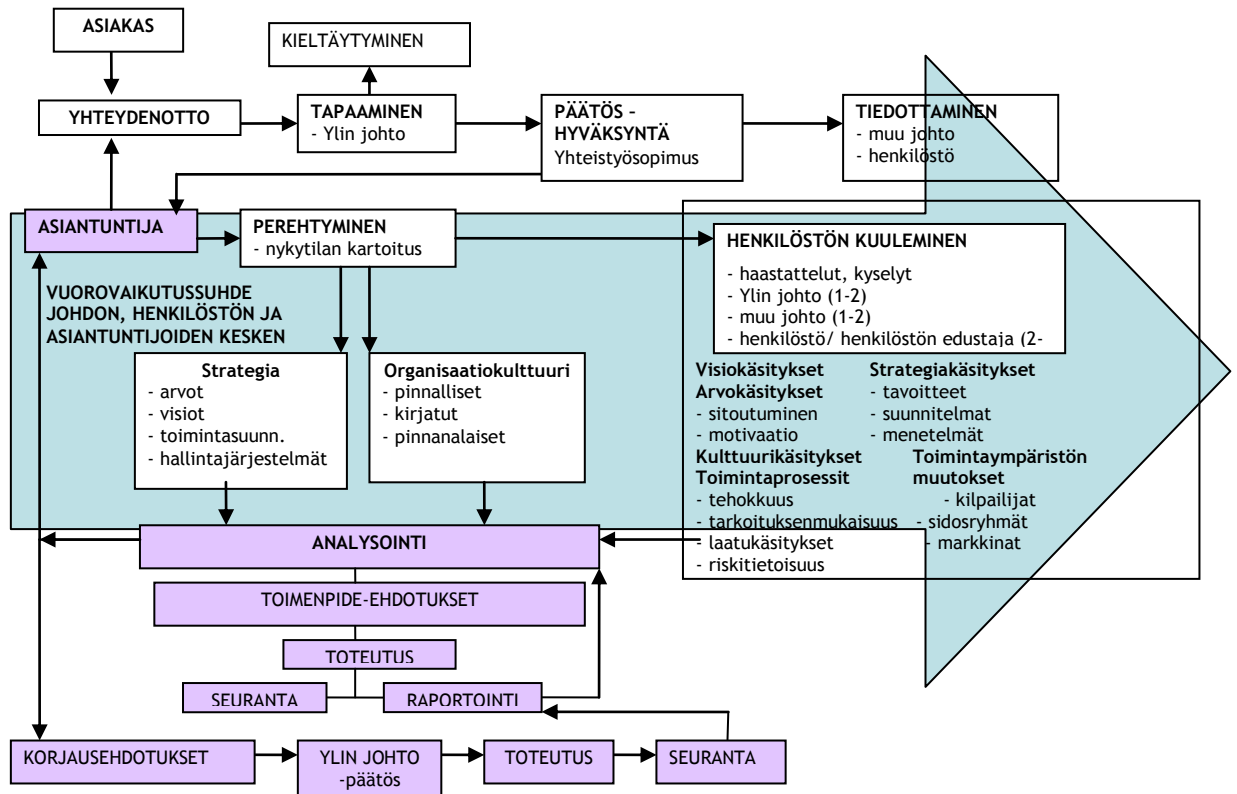 ASIAKAS
KIELTÄYTYMINEN
YHTEYDENOTTO
TAPAAMINEN
- Ylin johto
PÄÄTÖS –
HYVÄKSYNTÄ
Yhteistyösopimus
TIEDOTTAMINEN
- muu johto
- henkilöstö
ASIANTUNTIJA
PEREHTYMINEN
- nykytilan kartoitus
HENKILÖSTÖN KUULEMINEN
- haastattelut, kyselyt
- Ylin johto (1-2)
- muu johto (1-2)
- henkilöstö/ henkilöstön edustaja (2-
VUOROVAIKUTUSSUHDE
JOHDON, HENKILÖSTÖN JA
ASIANTUNTIJOIDEN KESKEN
Strategia
- arvot
- visiot
- toimintasuunn.
- hallintajärjestelmät
Organisaatiokulttuuri
- pinnalliset
- kirjatut
- pinnanalaiset
Visiokäsitykset
Arvokäsitykset
- sitoutuminen
- motivaatio
Strategiakäsitykset
- tavoitteet
- suunnitelmat
- menetelmät
Kulttuurikäsitykset
Toimintaprosessit
- tehokkuus
- tarkoituksenmukaisuus
- laatukäsitykset
- riskitietoisuus
Toimintaympäristön
muutokset
- kilpailijat
- sidosryhmät
- markkinat
ANALYSOINTI
TOIMENPIDE-EHDOTUKSET
TOTEUTUS
SEURANTA
RAPORTOINTI
KORJAUSEHDOTUKSET
YLIN JOHTO
-päätös
TOTEUTUS
SEURANTA